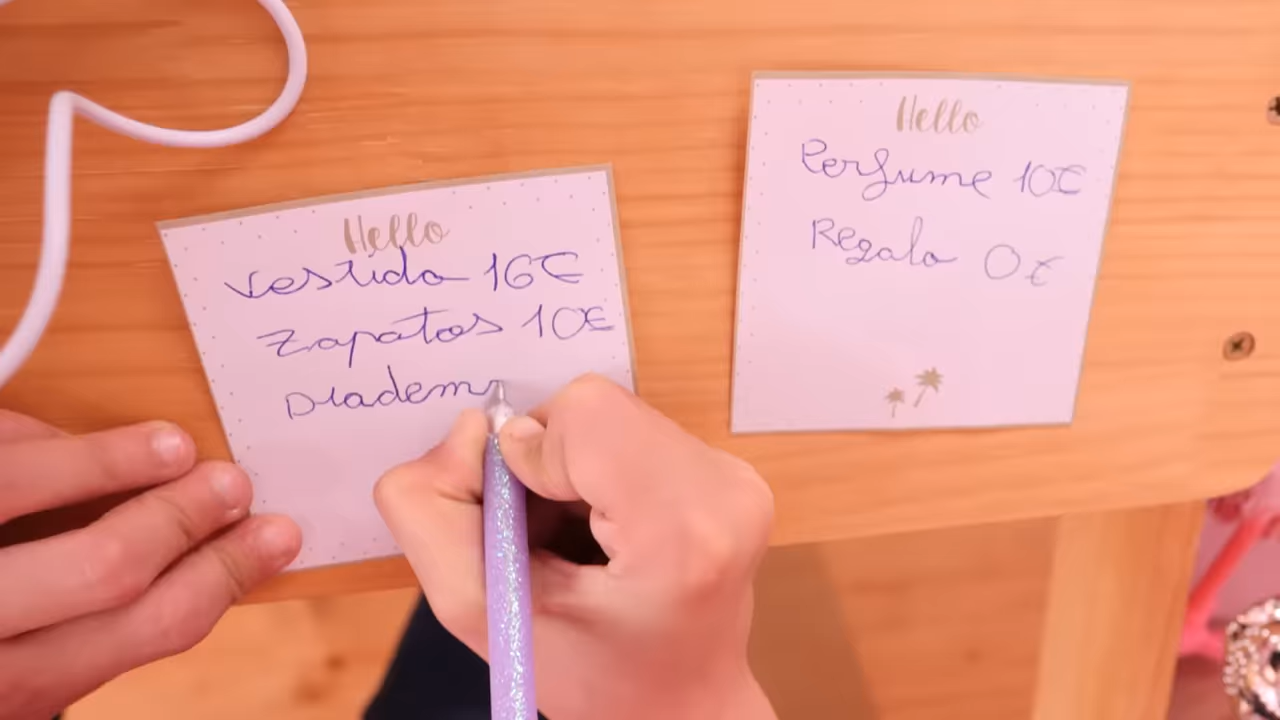 Hello
Vestido 16€
Zapatos 10€
Diadem
Hello
Perfume 10€
Regalo 0€